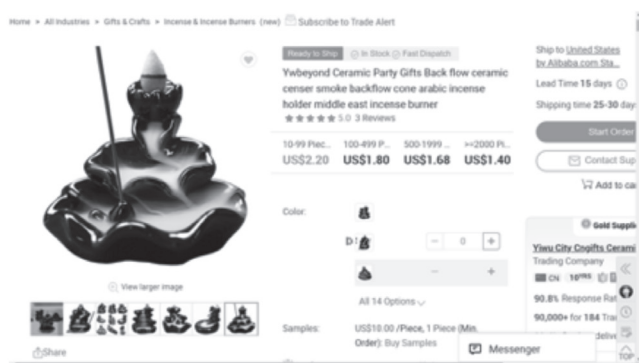 Home > All Industries > Gifts & Crafts > Incense & Incense Burners (new) Subscribe to Trade Alert
Ready to Ship In Stock Fast Dispatch
Ywbeyond Ceramic Party Gifts Back flow ceramic
censer smoke backflow cone arabic incense
holder middle east incense burner
5.0 3 Reviews
10-99 Piec... 100-499 P... 500-1999 ... >=2000 Pi...
US$2.20 US$1.80 US$1.68 US$1.40
Color:
D:
- 0 +
- +
All 14 Options
Samples: US$10.00 /Piece, 1 Piece (Min.
Order): Buy Samples
View larger image
Share
Ship to United States
by Alibaba.com Sta...
Lead Time 15 days
Shipping time 25-30 day
Start Order
Contact Sup
Add to ca
Gold Suppli
Yiwu City Cngifts Cerami
Trading Company
CN 10YRS
90.8% Response Rat
90,000+ for 184 Tra
Messenger
TOP